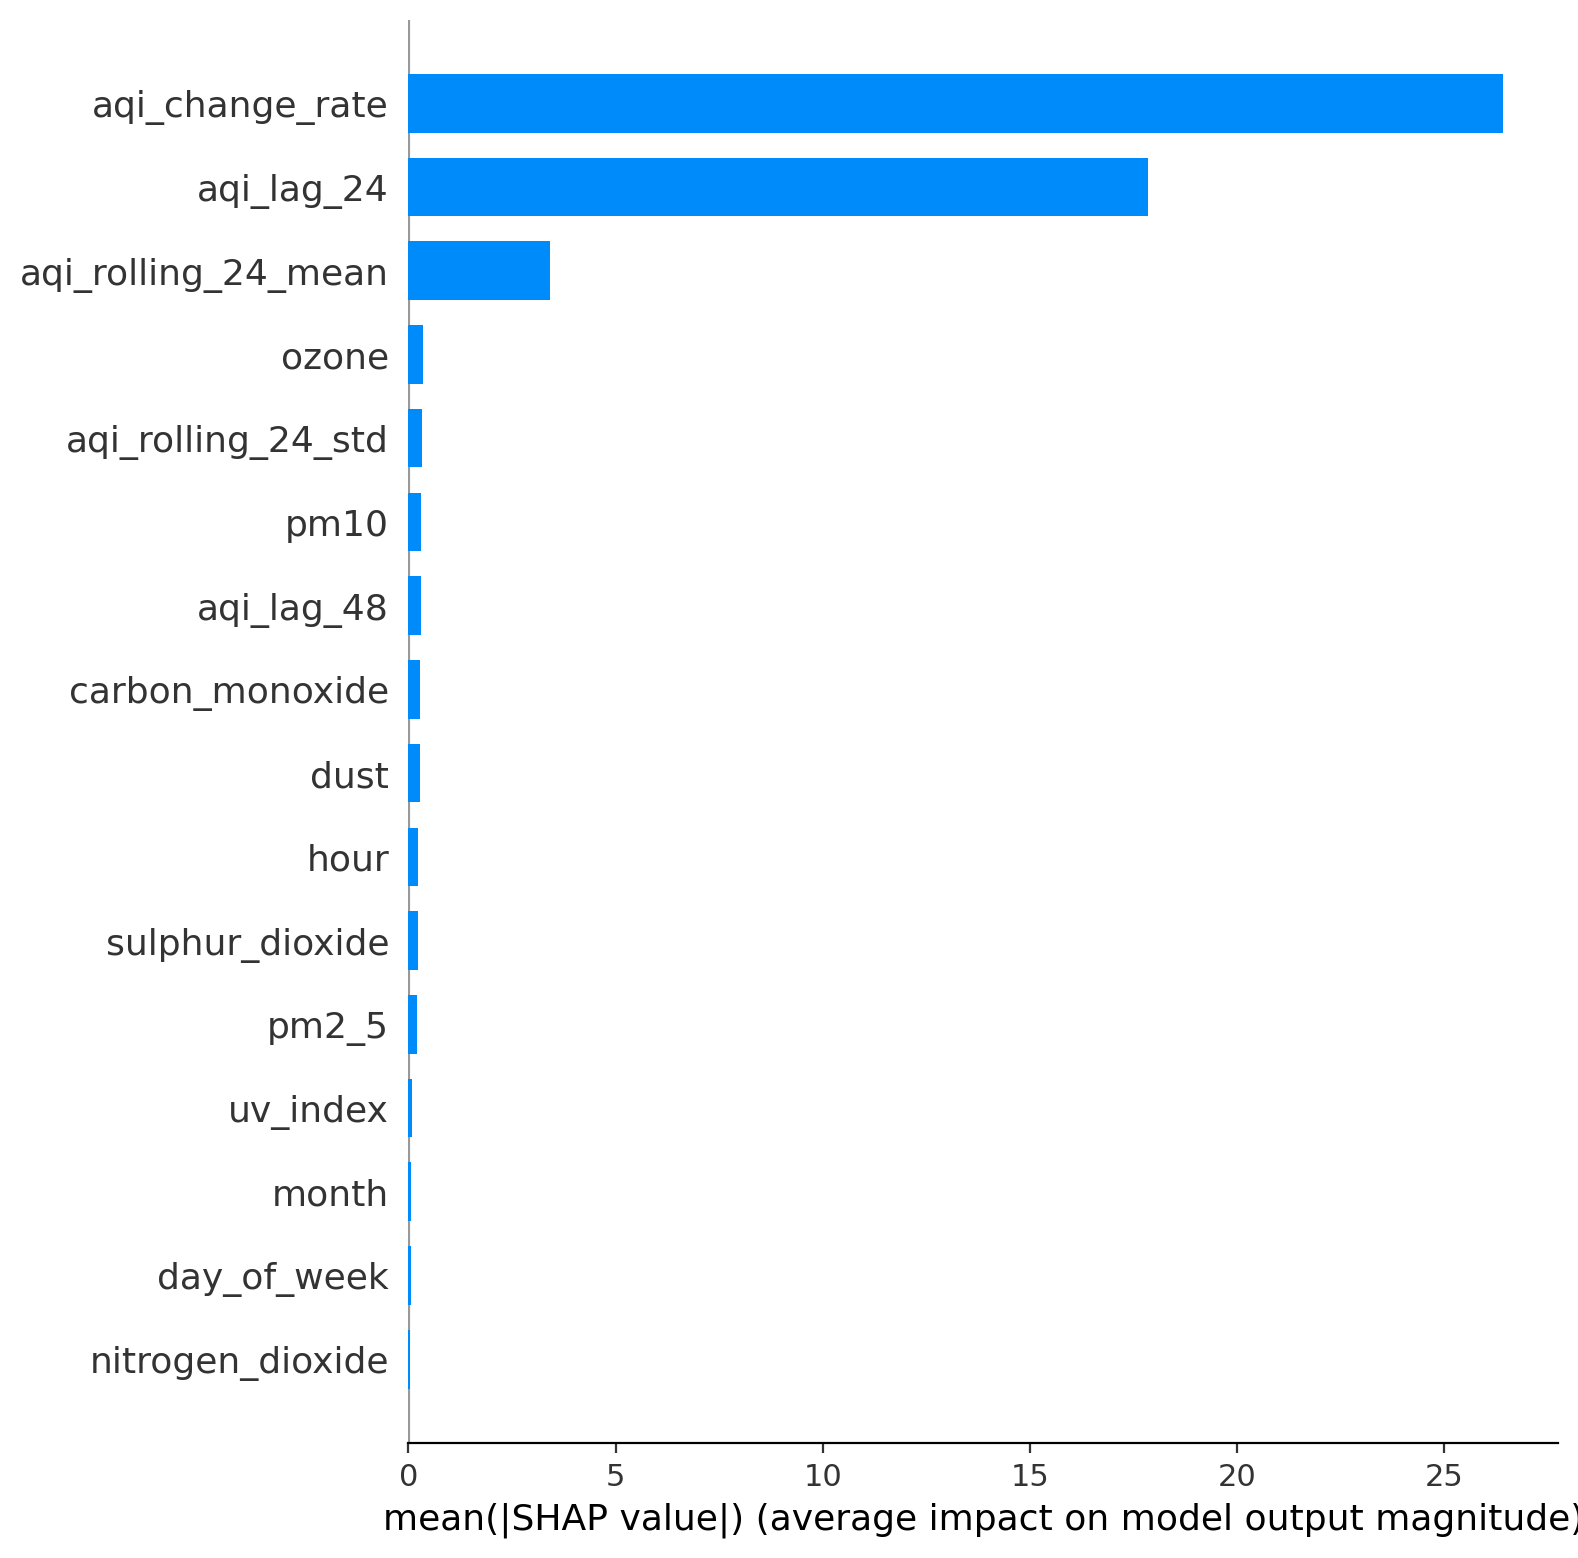 aqi_change_rate
aqi_lag_24
aqi_rolling_24_mean
ozone
aqi_rolling_24_std
pm10
aqi_lag_48
carbon_monoxide
dust
hour
sulphur_dioxide
pm2_5
uv_index
month
day_of_week
nitrogen_dioxide
0 5 10 15 20 25
mean(|SHAP value|) (average impact on model output magnitude)